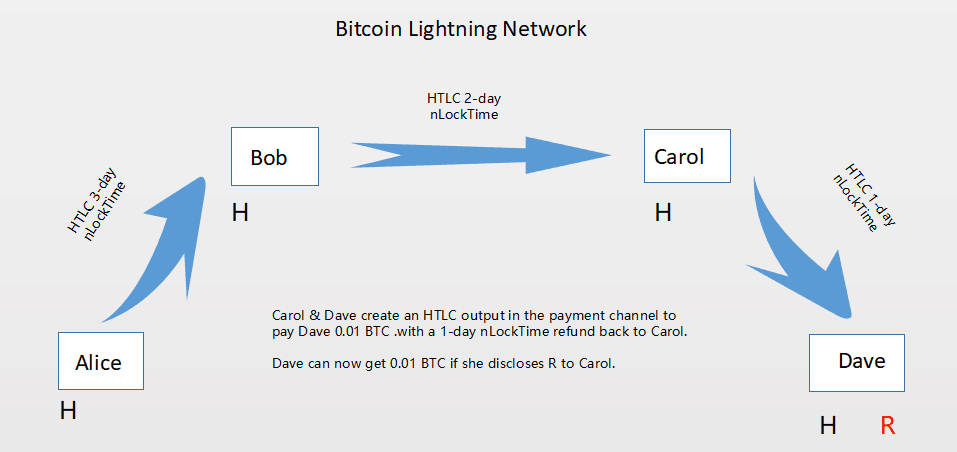 Bitcoin Lightning Network
HTLC 2-day
nLockTime
Bob
Carol
HTLC 3-day
nLockTime
HTLC 1-day
nLockTime
H
H
Carol & Dave create an HTLC output in the payment channel to
pay Dave 0.01 BTC .with a 1-day nLockTime refund back to Carol.
Dave can now get 0.01 BTC if she discloses R to Carol.
Alice
Dave
H
H R